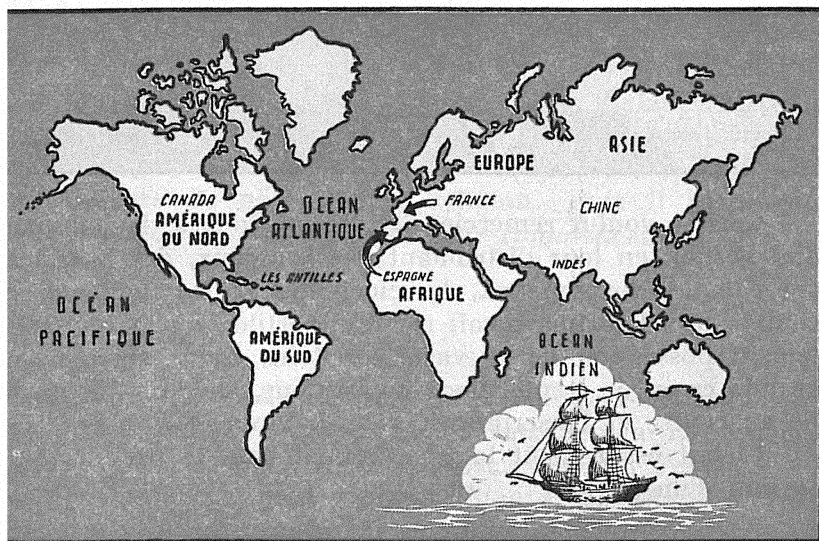 ASIE
EUROPE
CANADA
AMÉRIQUE
DU NORD
OCEAN
ATLANTIQUE
FRANCE
CHINE
LES ANTILLES
ESPAGNE
AFRIQUE
INDES
OCÉAN
PACIFIQUE
AMÉRIQUE
DU SUD
OCEAN
INDIEN